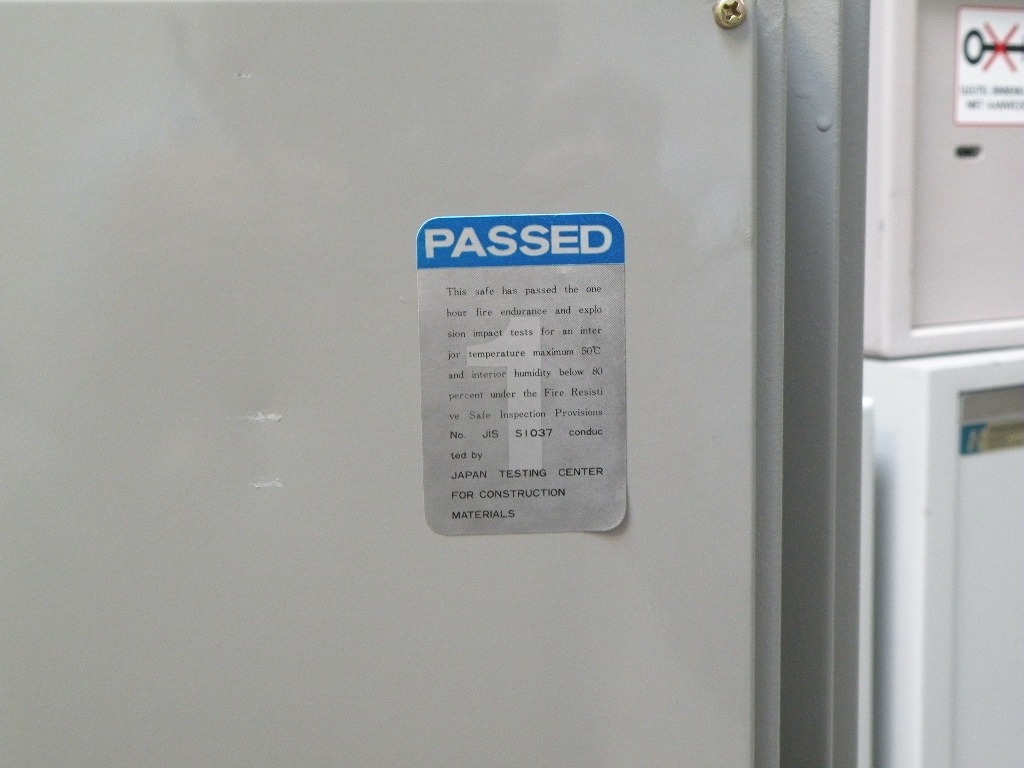 PASSED
This safe has passed the one
hour fire endurance and explo
sion impact tests for an inter
jor temperature maximum 50℃
and interior humidity below 80
percent under the Fire Resisti
ve Safe Inspection Provisions
No. JIS S1037 conduc
ted by
JAPAN TESTING CENTER
FOR CONSTRUCTION
MATERIALS
1